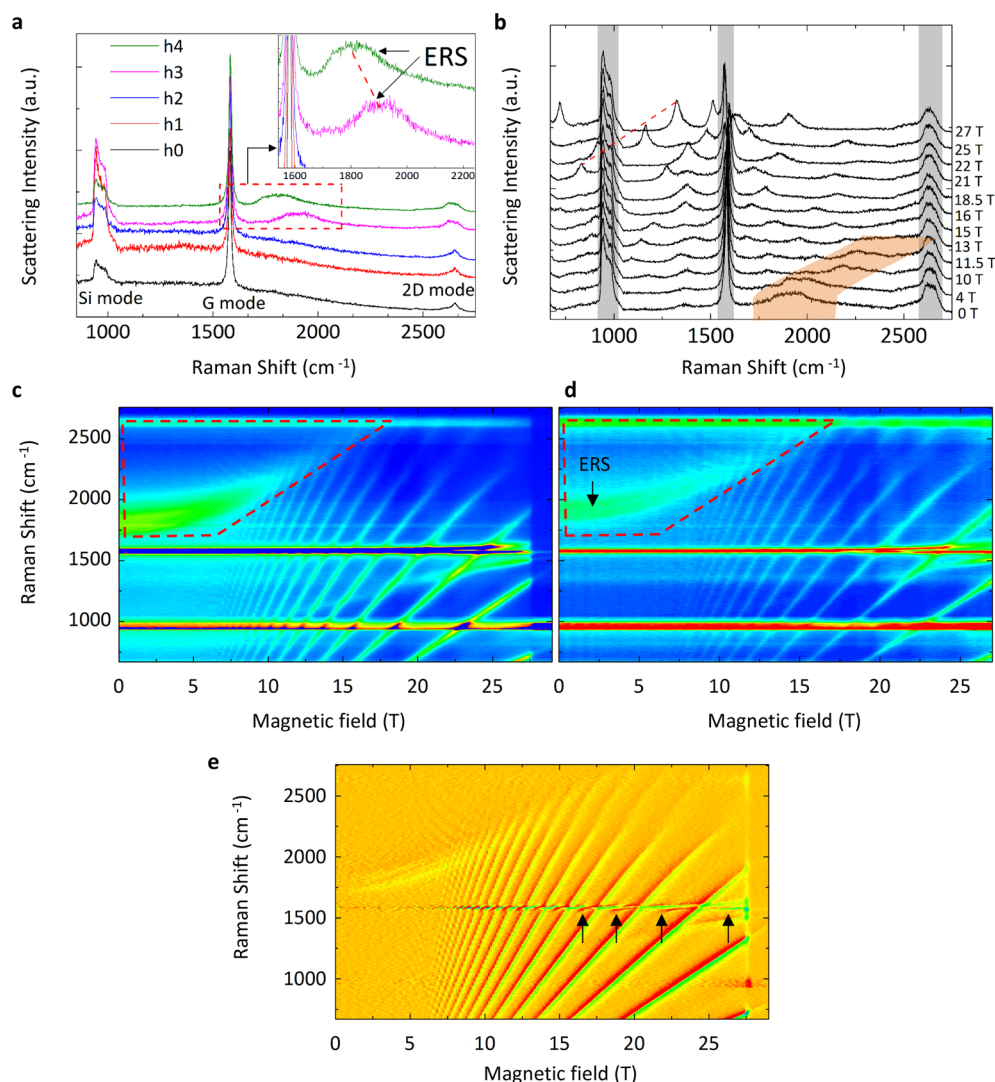 a
Scattering Intensity (a.u.)
h4
h3
h2
h1
h0
ERS
1600 1800 2000 2200
Si mode
G mode
2D mode
1000 1500 2000 2500
Raman Shift (cm-1)
b
Scattering Intensity (a.u.)
27 T
25 T
22 T
21 T
18.5 T
16 T
15 T
13 T
11.5 T
10 T
4 T
0 T
1000 1500 2000 2500
Raman Shift (cm-1)
c
Raman Shift (cm-1)
2500
2000
1500
1000
0 5 10 15 20 25
Magnetic field (T)
d
ERS
0 5 10 15 20 25
Magnetic field (T)
e
Raman Shift (cm-1)
2500
2000
1500
1000
0 5 10 15 20 25
Magnetic field (T)